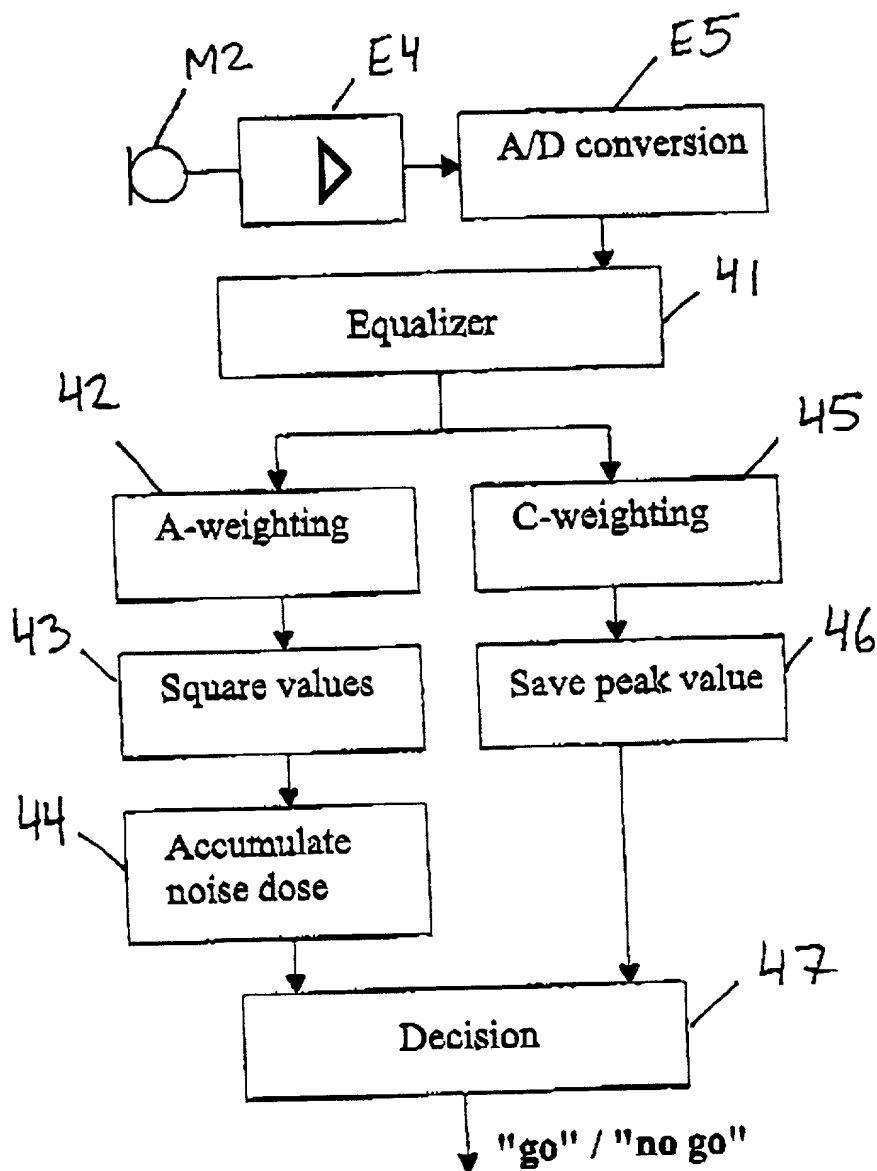 M2
E4
E5
A/D conversion
Equalizer
41
42
45
A-weighting
C-weighting
43
46
Square values
Save peak value
44
Accumulate
noise dose
47
Decision
"go" / "no go"